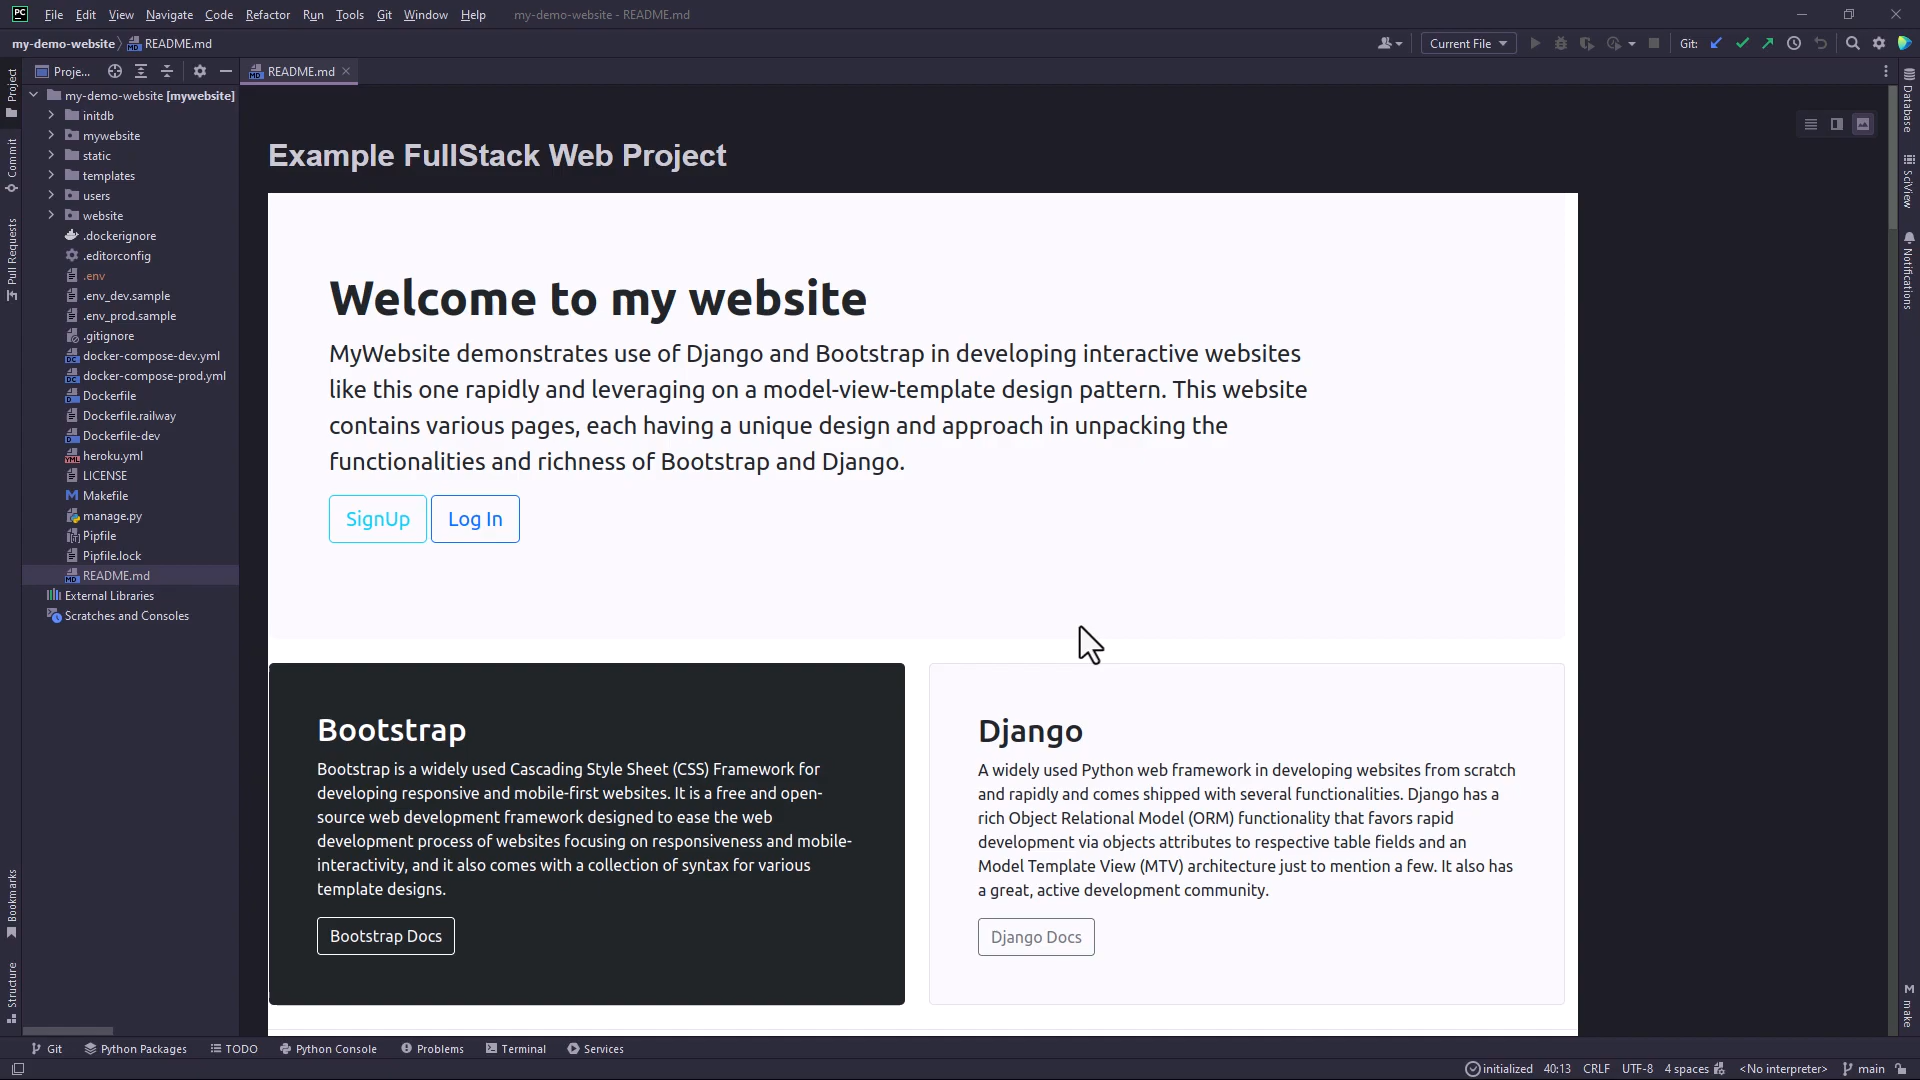 PC File Edit View Navigate Code Refactor Run Tools Git Window Help my-demo-website - README.md
my-demo-website README.md Current File Git:
Proje... README.md
Project
Commit
Pull Requests
Bookmarks
Structure
my-demo-website [mywebsite]
initdb
mywebsite
static
templates
users
website
.dockerignore
.editorconfig
.env
.env_dev.sample
.env_prod.sample
.gitignore
docker-compose-dev.yml
docker-compose-prod.yml
Dockerfile
Dockerfile.railway
Dockerfile-dev
heroku.yml
LICENSE
Makefile
manage.py
Pipfile
Pipfile.lock
README.md
External Libraries
Scratches and Consoles
Example FullStack Web Project
Welcome to my website
MyWebsite demonstrates use of Django and Bootstrap in developing interactive websites
like this one rapidly and leveraging on a model-view-template design pattern. This website
contains various pages, each having a unique design and approach in unpacking the
functionalities and richness of Bootstrap and Django.
SignUp Log In
Bootstrap
Bootstrap is a widely used Cascading Style Sheet (CSS) Framework for
developing responsive and mobile-first websites. It is a free and open-
source web development framework designed to ease the web
development process of websites focusing on responsiveness and mobile-
interactivity, and it also comes with a collection of syntax for various
template designs.
Bootstrap Docs
Django
A widely used Python web framework in developing websites from scratch
and rapidly and comes shipped with several functionalities. Django has a
rich Object Relational Model (ORM) functionality that favors rapid
development via objects attributes to respective table fields and an
Model Template View (MTV) architecture just to mention a few. It also has
a great, active development community.
Django Docs
Database
SciView
Notifications
make
Git Python Packages TODO Python Console Problems Terminal Services
initialized 40:13 CRLF UTF-8 4 spaces <No interpreter> main